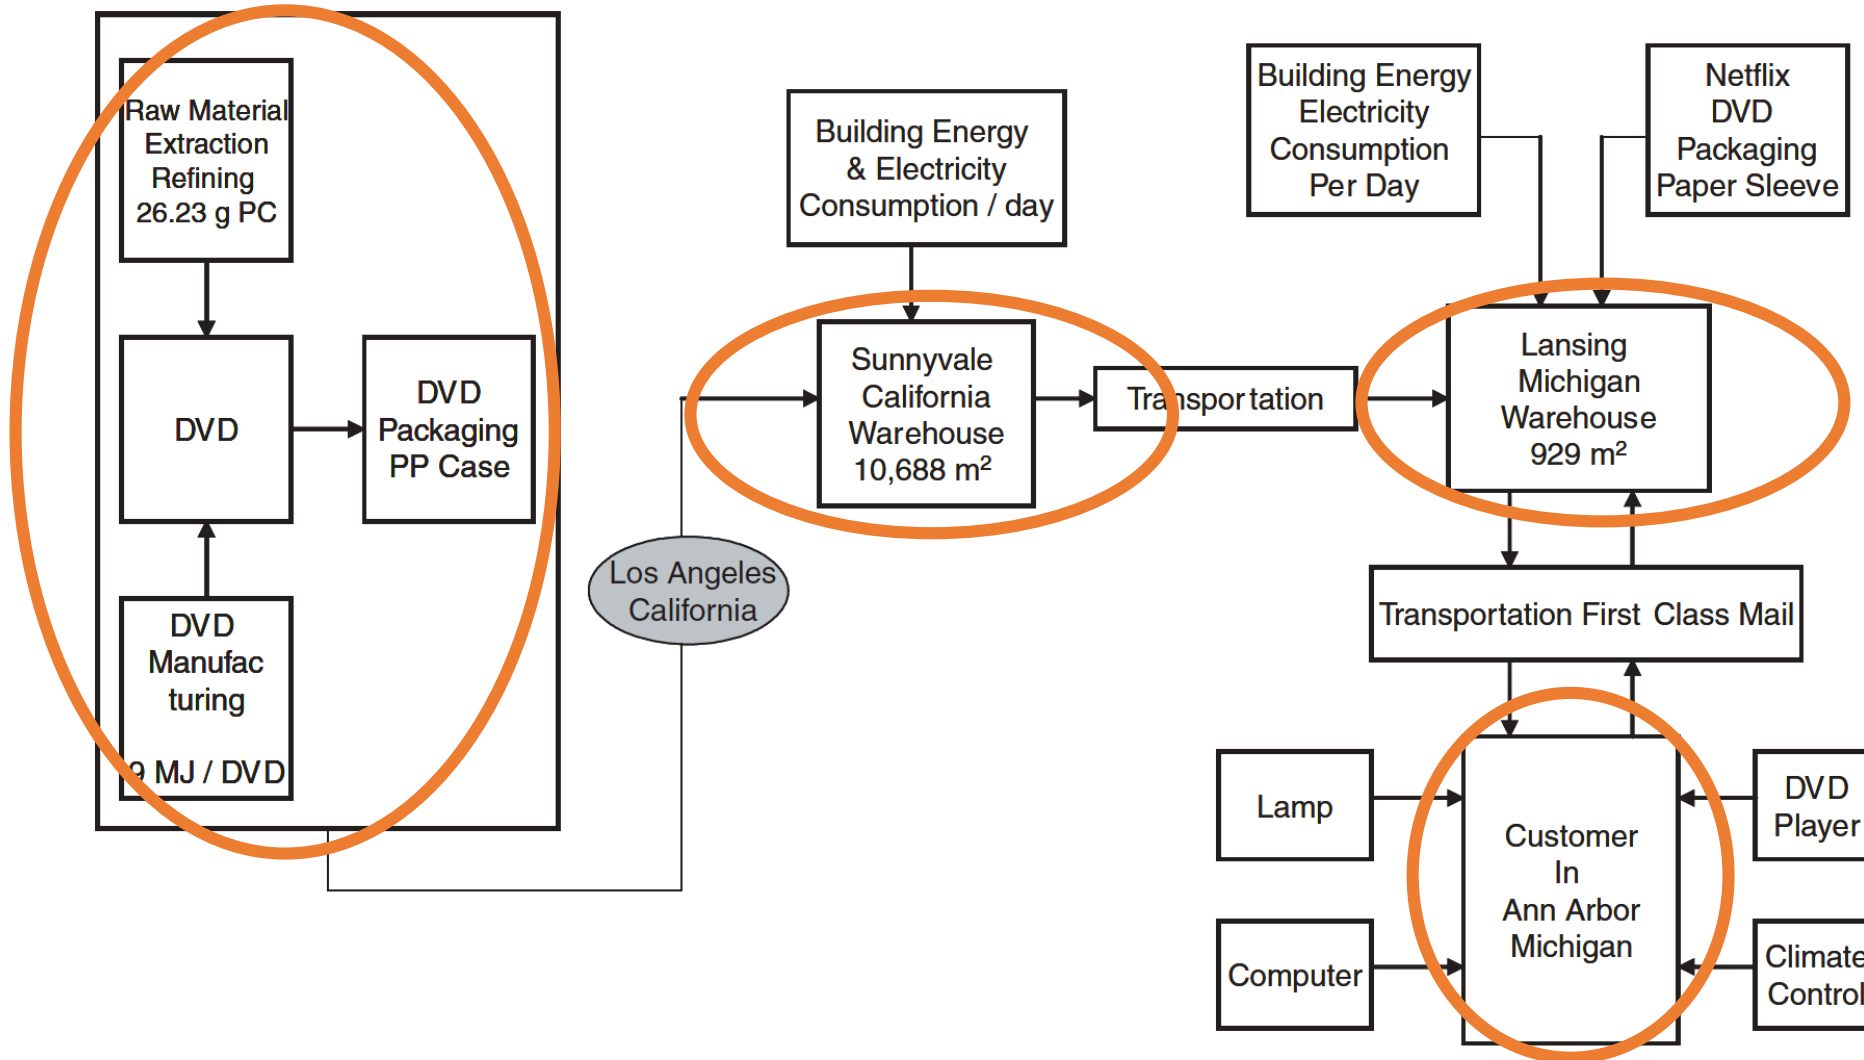 Raw Material
Extraction
Refining
26.23 g PC
DVD
DVD
Packaging
PP Case
DVD
Manufac
turing
9 MJ / DVD
Los Angeles
California
Building Energy
& Electricity
Consumption / day
Sunnyvale
California
Warehouse
10,688 m²
Transportation
Building Energy
Electricity
Consumption
Per Day
Netflix
DVD
Packaging
Paper Sleeve
Lansing
Michigan
Warehouse
929 m²
Transportation First Class Mail
Lamp
Computer
Customer
In
Ann Arbor
Michigan
DVD
Player
Climate
Control